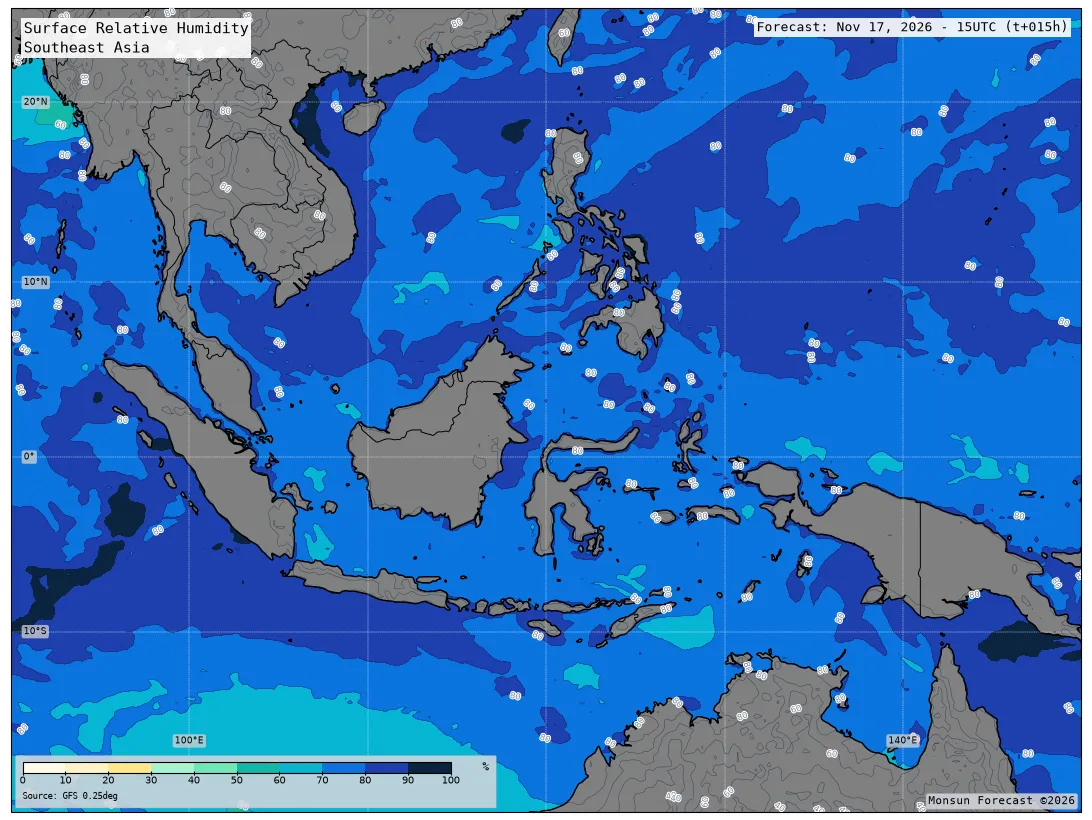 Surface Relative Humidity
Southeast Asia
Forecast: Nov 17, 2026 - 15UTC (t+015h)
20°N
10°N
0°
10°S
100°E
140°E
0 10 20 30 40 50 60 70 80 90 100 %
Source: GFS 0.25deg
Monsun Forecast ©2026